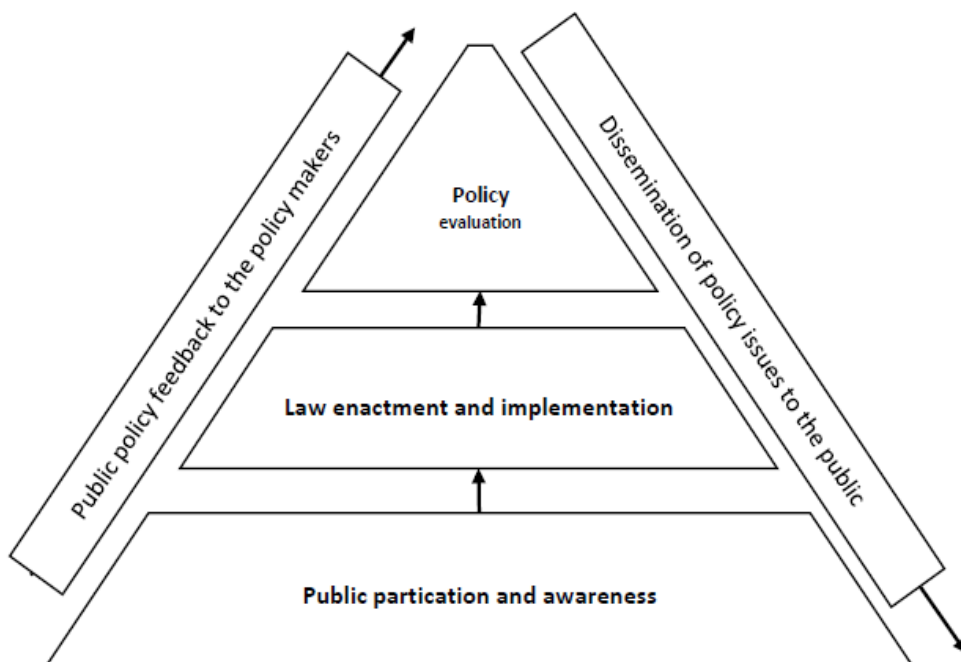 Public policy feedback to the policy makers
Dissemination of policy issues to the public
Policy
evaluation
Law enactment and implementation
Public partication and awareness